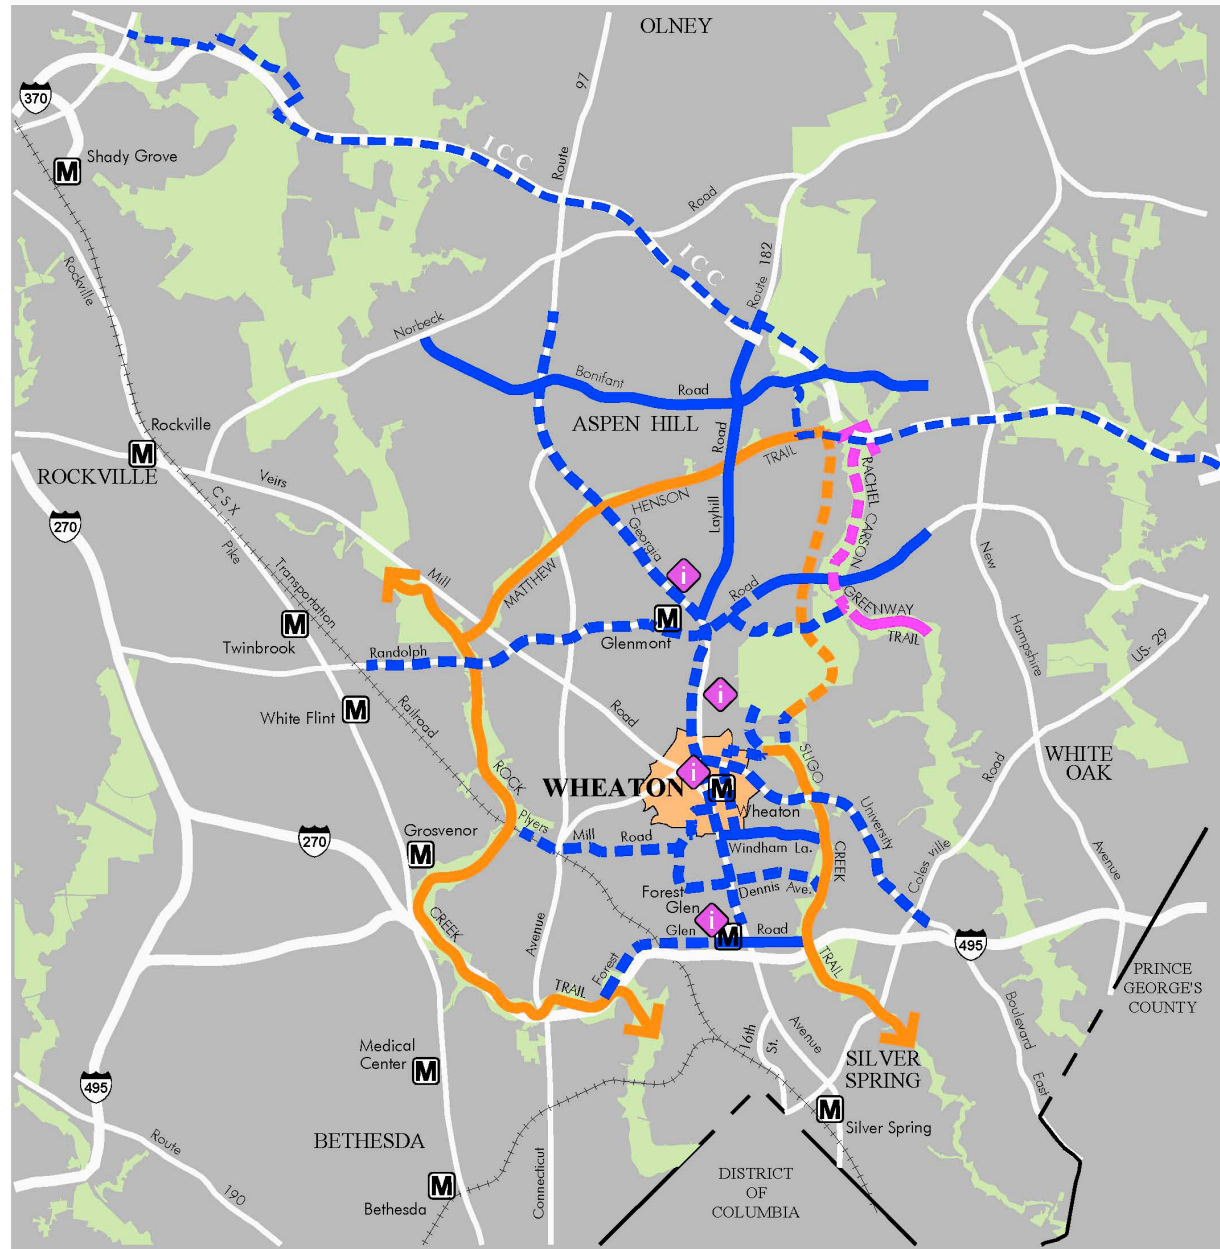 OLNEY
97
370
Shady Grove
M
ICC
Route
Road
Route 182
ICC
Rockville
Norbeck
Bonifant
Road
ASPEN HILL
Road
Rockville
M
ROCKVILLE
TRAIL
Veirs
HENSON
RACHEL CARSON
CSX
Layhill
270
Pike
Georgia
New
Transportation
Mill
MATTHEW
i
Road
GREENWAY
M
Twinbrook
M
Glenmont
TRAIL
Hampshire
US- 29
Randolph
White Flint
M
Railroad
Road
i
SLIGO
Road
WHITE
OAK
ROCK
WHEATON
i
M
Wheaton
University
270
Plyers
Mill
Road
Windham La.
Grosvenor
M
CREEK
Coles ville
Avenue
Forest
Dennis Ave.
Glen
i
CREEK
Glen
M
Road
495
Avenue
Forest
TRAIL
TRAIL
PRINCE
GEORGE'S
COUNTY
Boulevard
16th
St.
Avenue
Medical
Center
M
SILVER
SPRING
East
495
M
Silver Spring
Route
190
BETHESDA
Connecticut
DISTRICT
OF
COLUMBIA
M
Bethesda